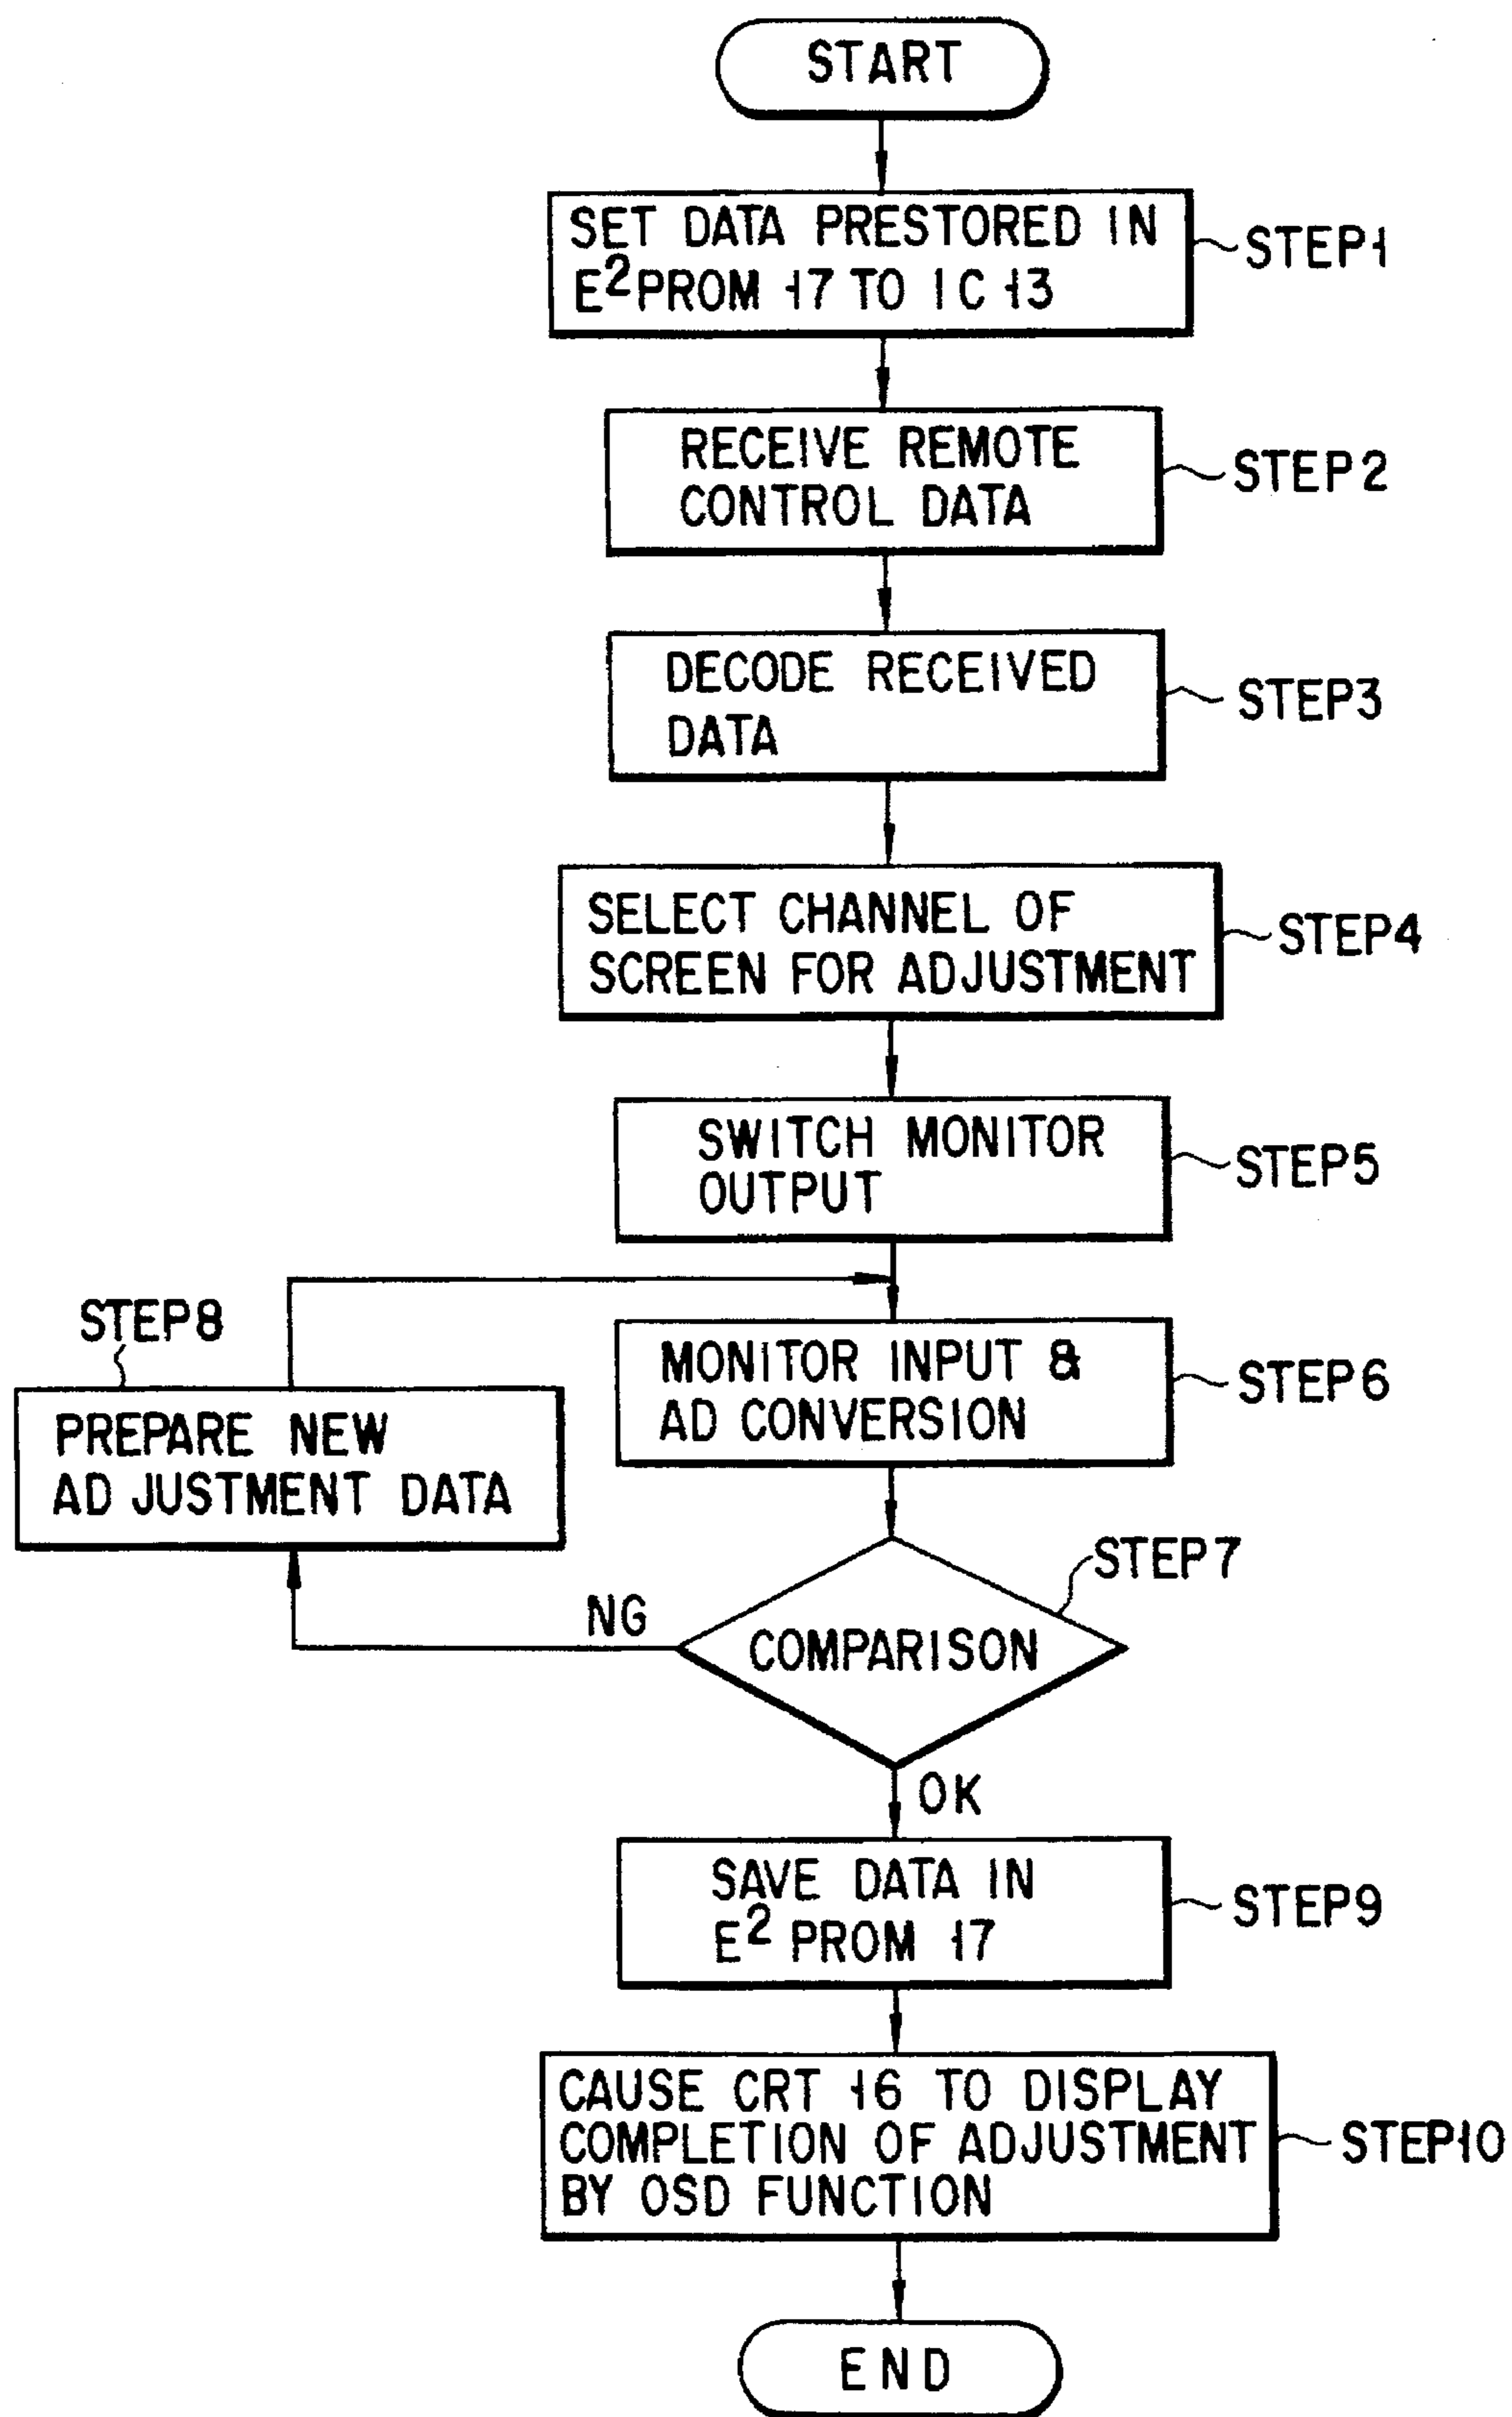 START
SET DATA PRESTORED IN
E²PROM 17 TO IC 13
STEP1
RECEIVE REMOTE
CONTROL DATA
STEP2
DECODE RECEIVED
DATA
STEP3
SELECT CHANNEL OF
SCREEN FOR ADJUSTMENT
STEP4
SWITCH MONITOR
OUTPUT
STEP5
STEP8
PREPARE NEW
ADJUSTMENT DATA
MONITOR INPUT &
AD CONVERSION
STEP6
STEP7
NG
COMPARISON
OK
SAVE DATA IN
E² PROM 17
STEP9
CAUSE CRT 16 TO DISPLAY
COMPLETION OF ADJUSTMENT
BY OSD FUNCTION
STEP10
END